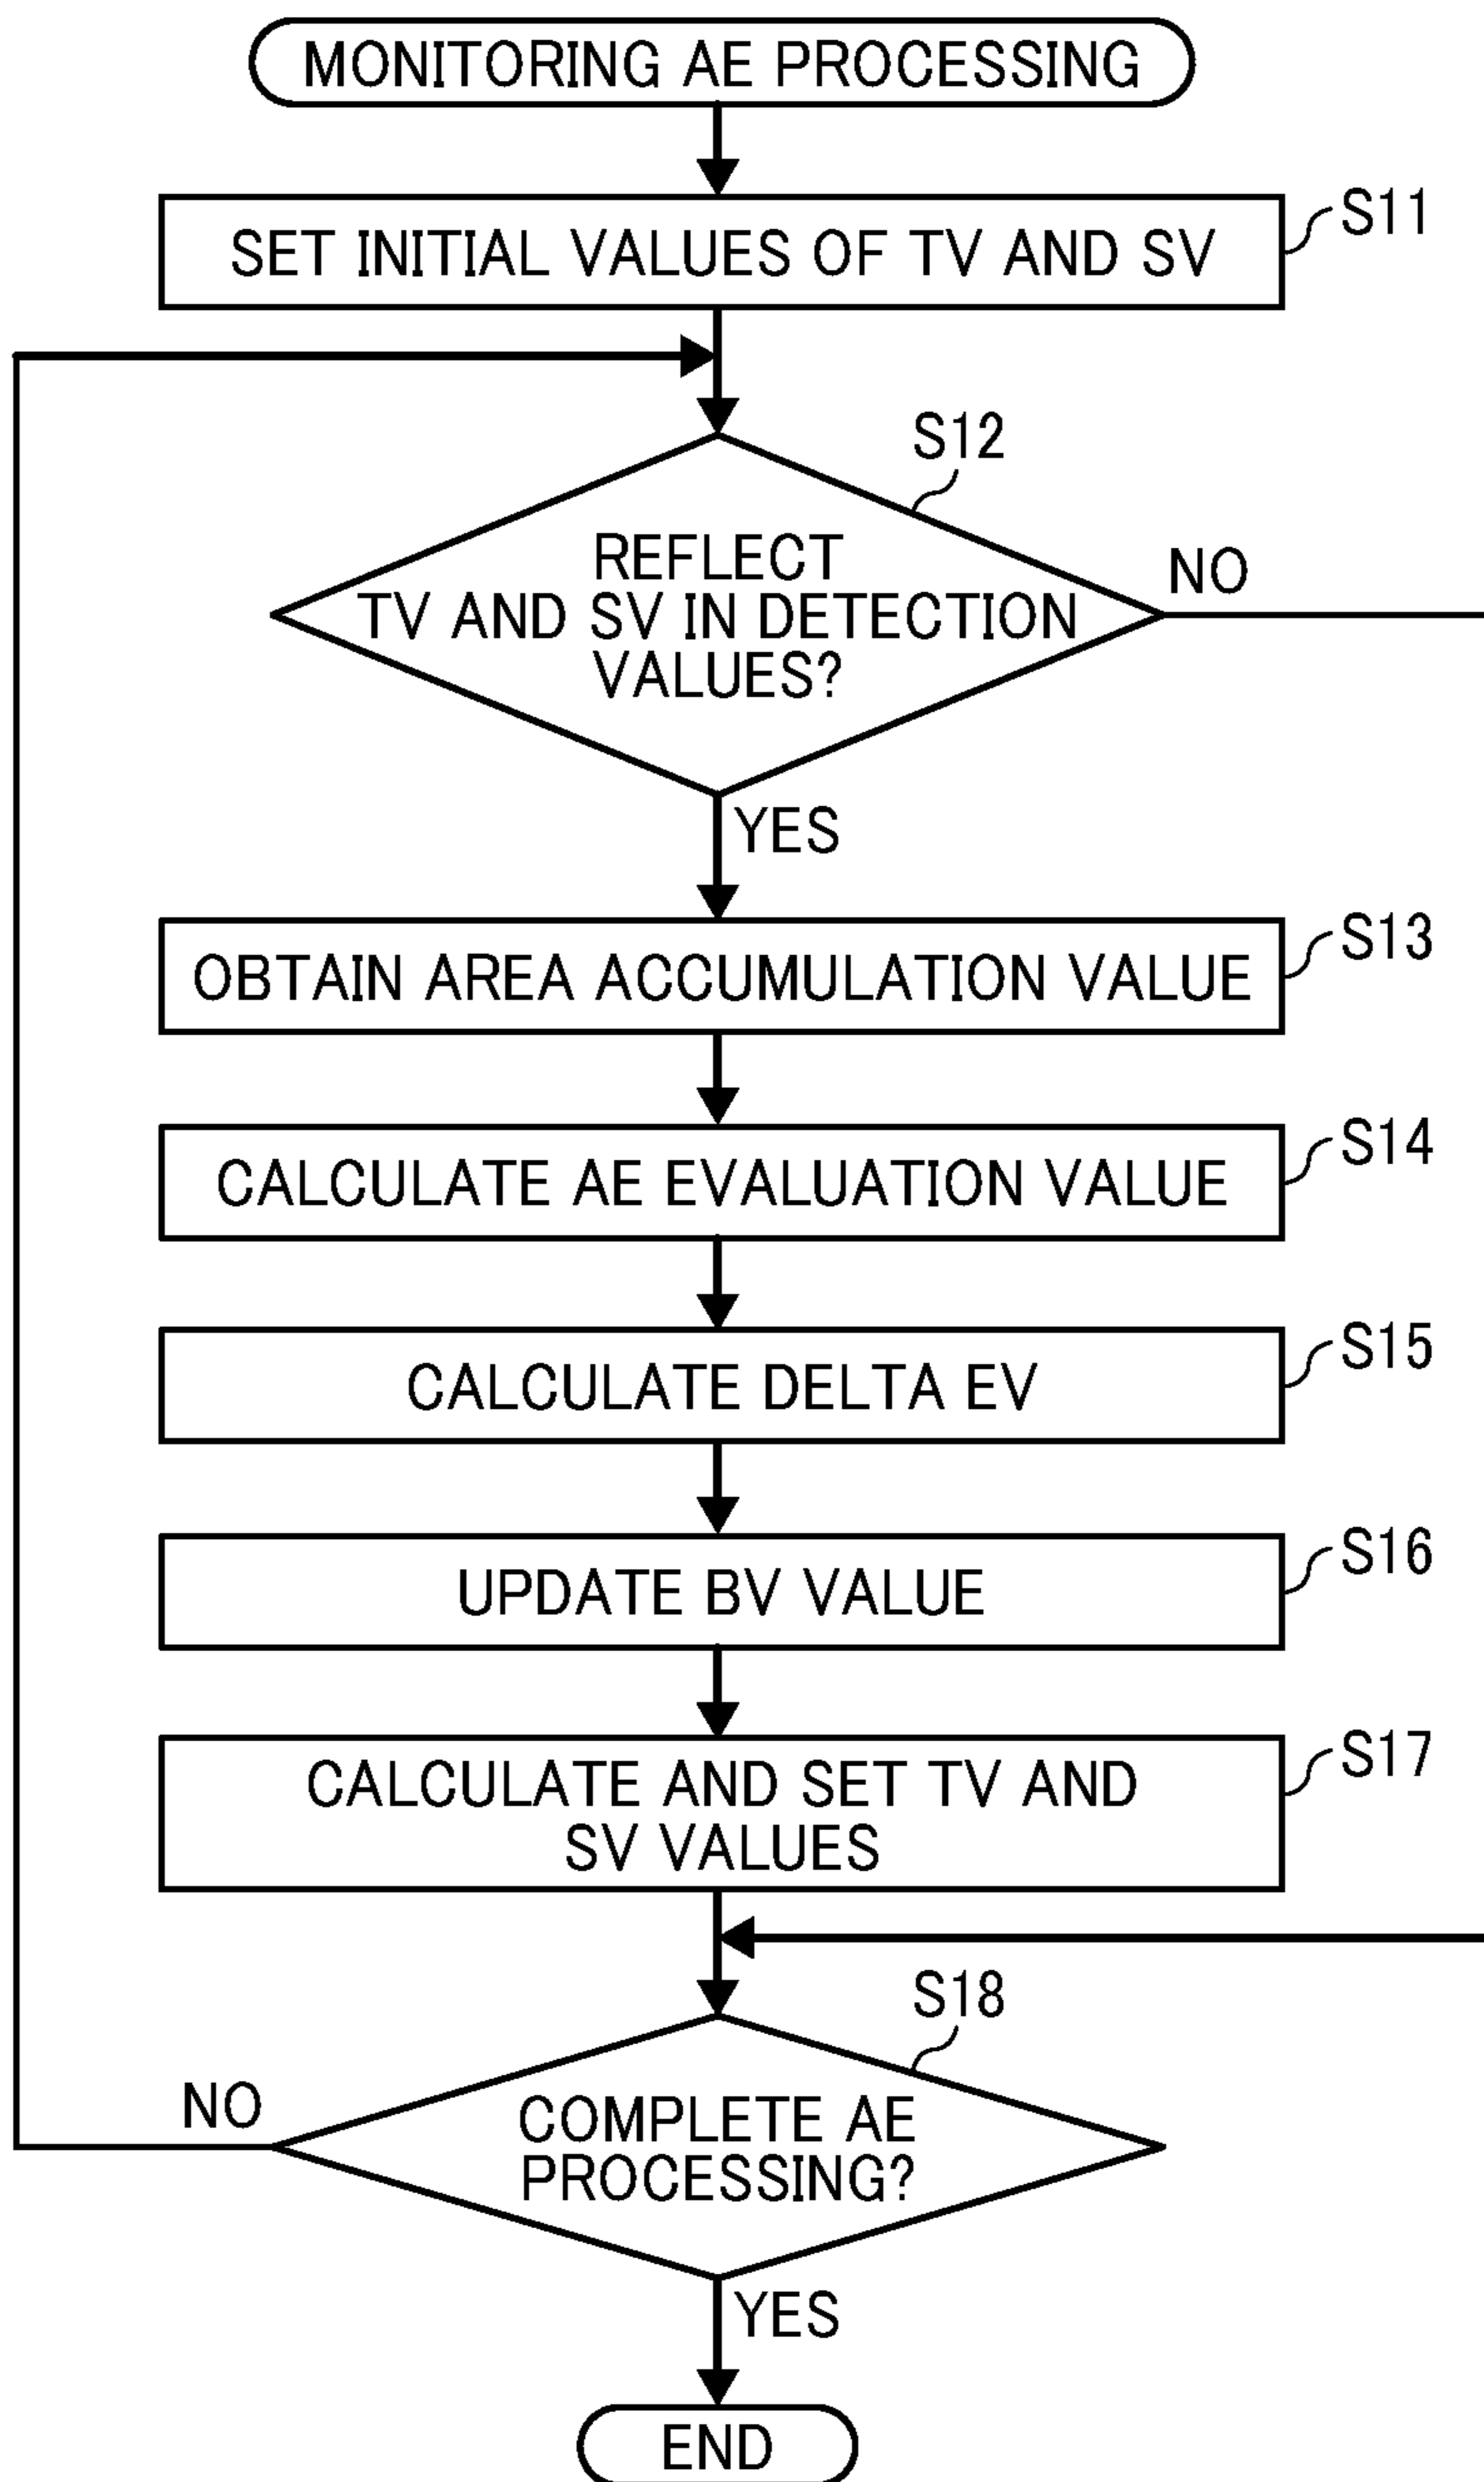 MONITORING AE PROCESSING
S11
SET INITIAL VALUES OF TV AND SV
S12
REFLECT
TV AND SV IN DETECTION
VALUES?
NO
YES
S13
OBTAIN AREA ACCUMULATION VALUE
S14
CALCULATE AE EVALUATION VALUE
S15
CALCULATE DELTA EV
S16
UPDATE BV VALUE
S17
CALCULATE AND SET TV AND
SV VALUES
S18
NO
COMPLETE AE
PROCESSING?
YES
END